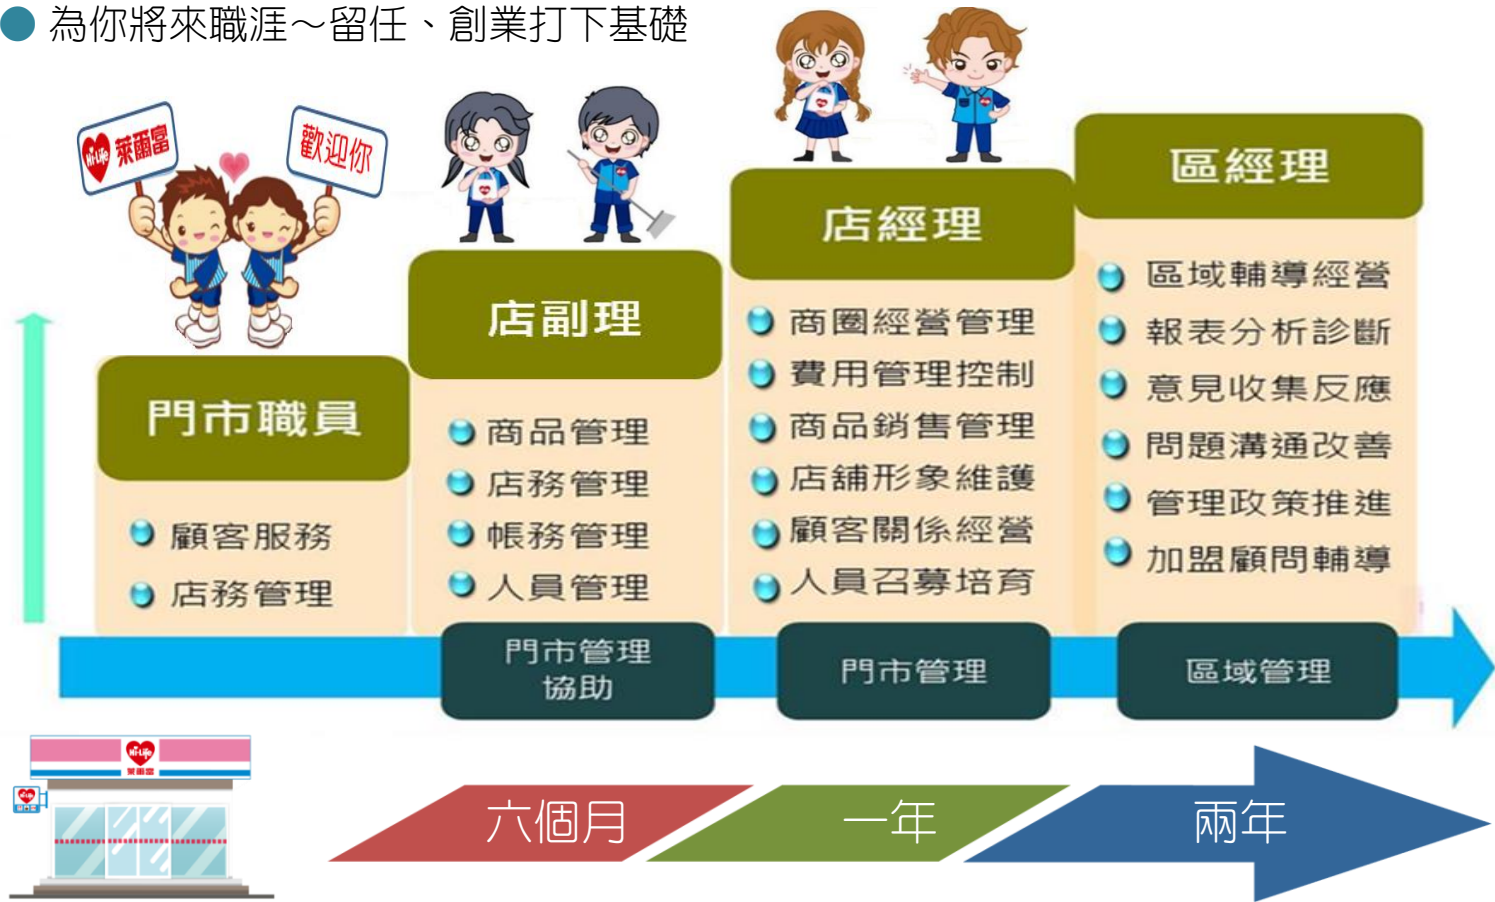 為你將來職涯～留任、創業打下基礎
Hi-Life 萊爾富
歡迎你
門市職員
顧客服務
店務管理
店副理
商品管理
店務管理
帳務管理
人員管理
店經理
商圈經營管理
費用管理控制
商品銷售管理
店舖形象維護
顧客關係經營
人員召募培育
區經理
區域輔導經營
報表分析診斷
意見收集反應
問題溝通改善
管理政策推進
加盟顧問輔導
門市管理
協助
門市管理
區域管理
Hi-Life
萊爾富
六個月
一年
兩年